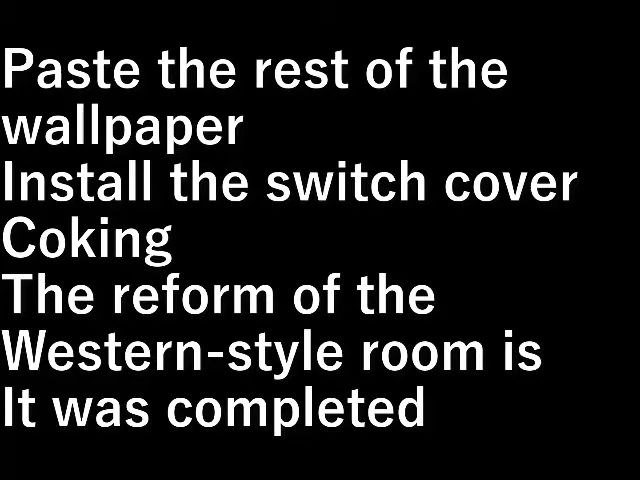 Paste the rest of the
wallpaper
Install the switch cover
Coking
The reform of the
Western-style room is
It was completed